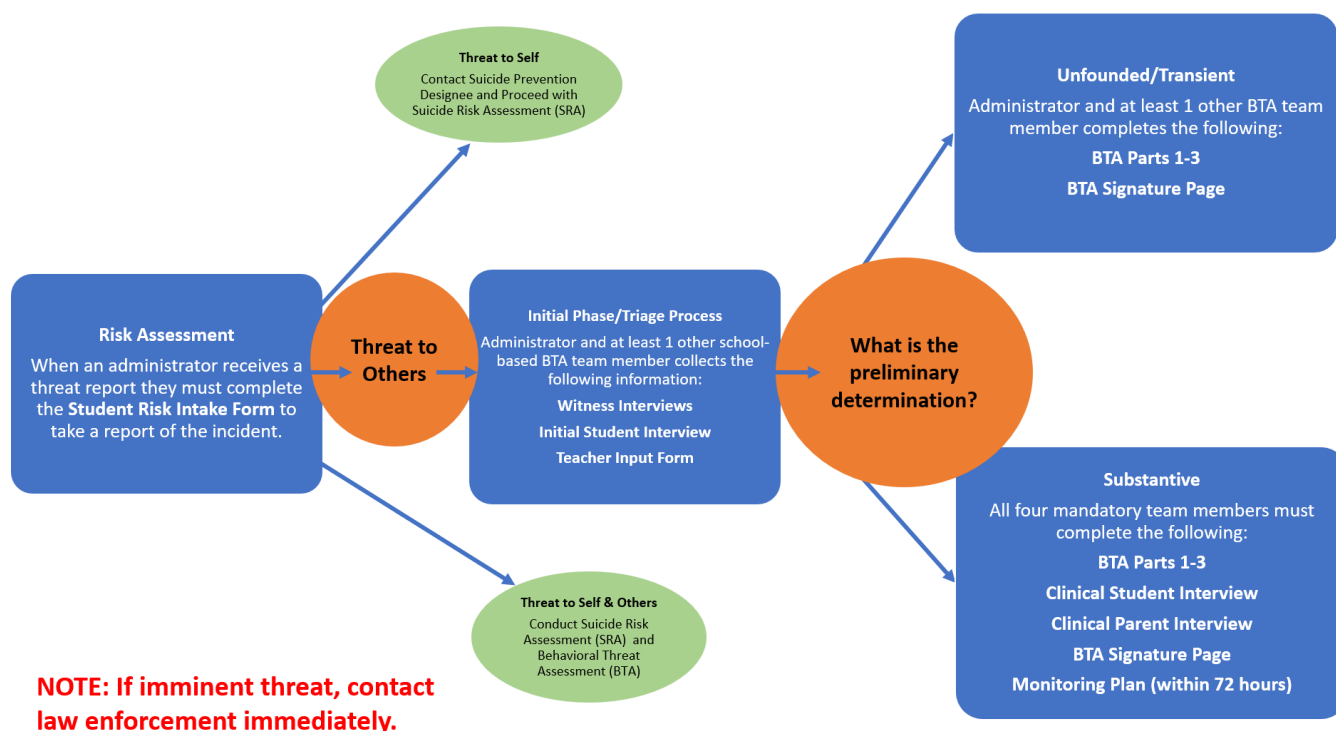 Threat to Self
Contact Suicide Prevention
Designee and Proceed with
Suicide Risk Assessment (SRA)
Unfounded/Transient
Administrator and at least 1 other BTA team
member completes the following:
BTA Parts 1-3
BTA Signature Page
Risk Assessment
When an administrator receives a
threat report they must complete
the Student Risk Intake Form to
take a report of the incident.
Threat to
Others
Initial Phase/Triage Process
Administrator and at least 1 other school-
based BTA team member collects the
following information:
Witness Interviews
Initial Student Interview
Teacher Input Form
What is the
preliminary
determination?
Substantive
All four mandatory team members must
complete the following:
BTA Parts 1-3
Clinical Student Interview
Clinical Parent Interview
BTA Signature Page
Monitoring Plan (within 72 hours)
Threat to Self & Others
Conduct Suicide Risk
Assessment (SRA) and
Behavioral Threat
Assessment (BTA)
NOTE: If imminent threat, contact
law enforcement immediately.